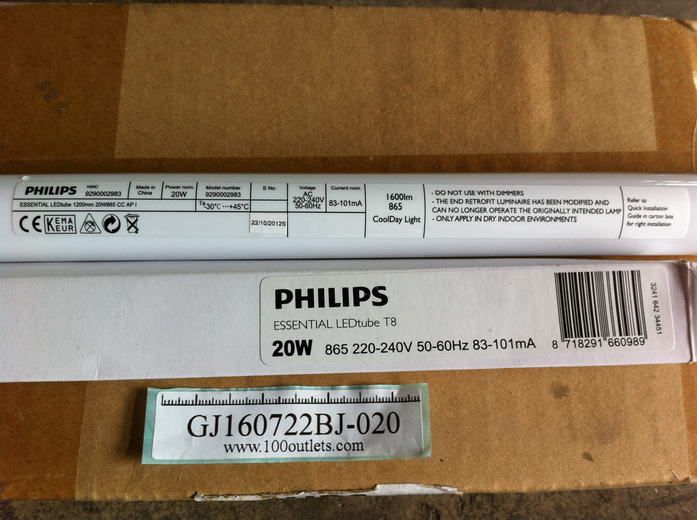 PHILIPS
12NC
9290002983
Made in
China
Power nom.
20W
Model number
9290002983
E No.
Voltage
AC
220-240V
50-60Hz
Current nom.
83-101mA
ESSENTIAL LEDtube 1200mm 20W865 CC AP I
Ta -30°C ···+45°C
CE KEMA
KEUR
22/10/2012S
1600lm
865
CoolDay Light
- DO NOT USE WITH DIMMERS
- THE END RETROFIT LUMINAIRE HAS BEEN MODIFIED AND
CAN NO LONGER OPERATE THE ORIGINALLY INTENDED LAMP
- ONLY APPLY IN DRY INDOOR ENVIRONMENTS
Refer to
Quick Installation
Guide in carton box
for right installation
PHILIPS
ESSENTIAL LEDtube T8
20W 865 220-240V 50-60Hz 83-101mA
8 718291 660989
3241 642 34451
GJ160722BJ-020
www.100outlets.com